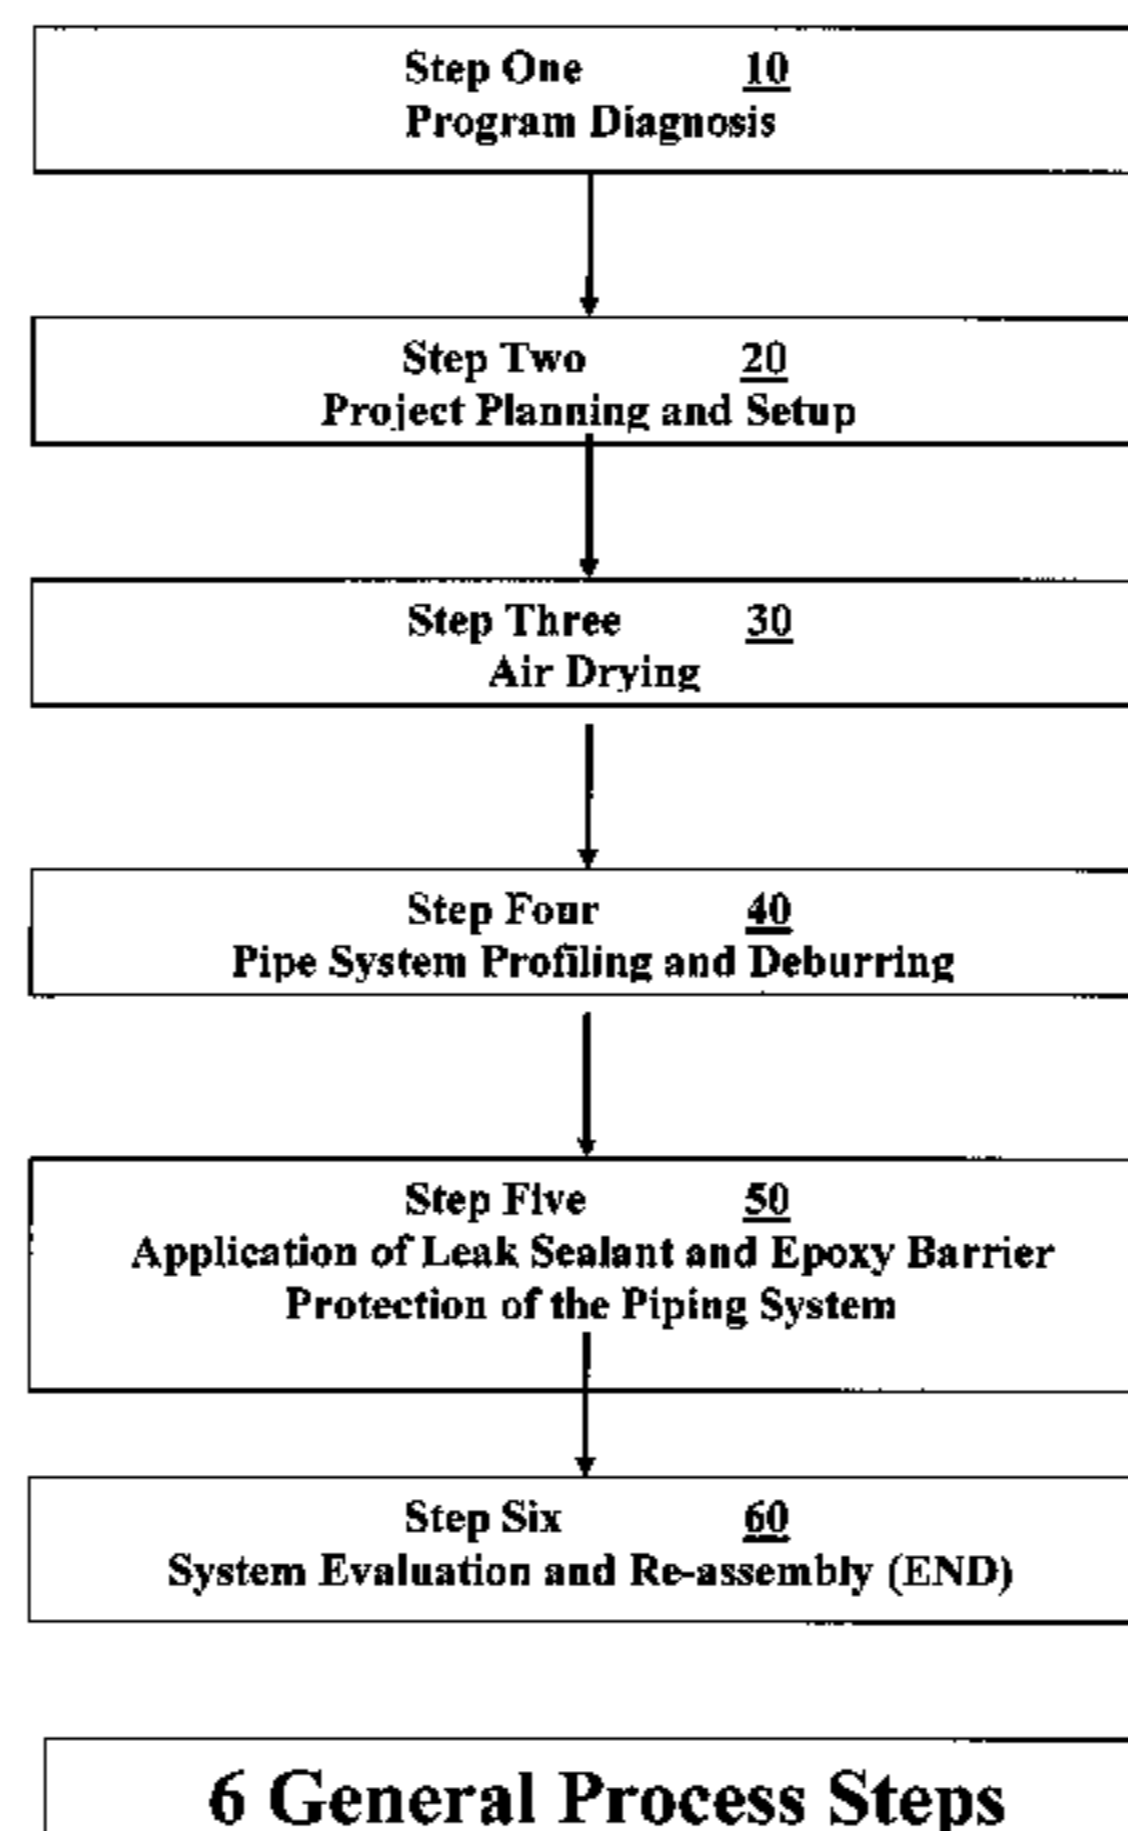 Step One 10
Program Diagnosis
Step Two 20
Project Planning and Setup
Step Three 30
Air Drying
Step Four 40
Pipe System Profiling and Deburring
Step Five 50
Application of Leak Sealant and Epoxy Barrier
Protection of the Piping System
Step Six 60
System Evaluation and Re-assembly (END)
6 General Process Steps